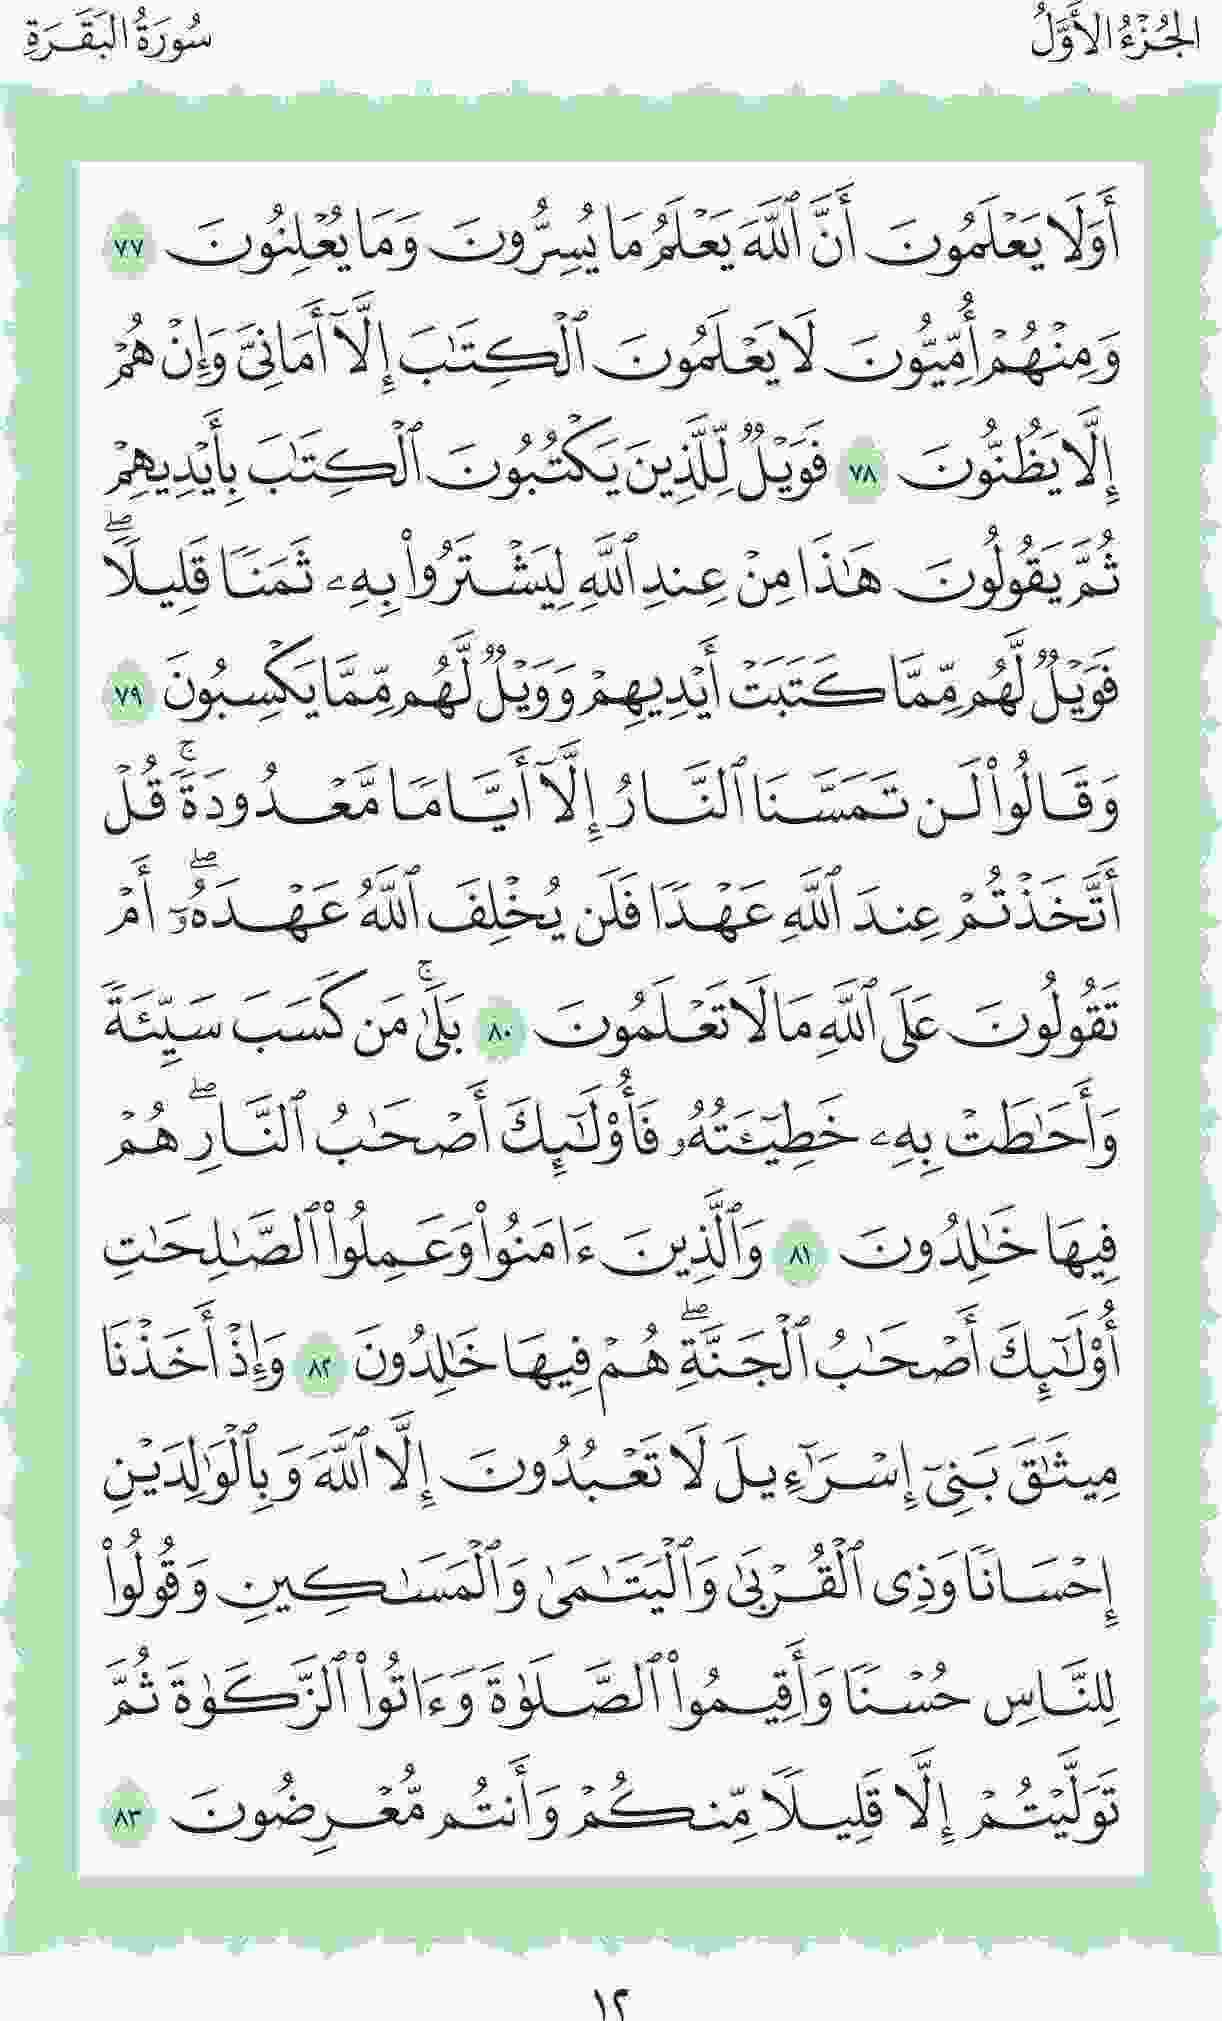 الجُزْءُ الأَوَّلُ
سُورَةُ البَقَرَةِ
أَوَلَا يَعْلَمُونَ أَنَّ ٱللَّهَ يَعْلَمُ مَا يُسِرُّونَ وَمَا يُعْلِنُونَ ٧٧
وَمِنْهُمْ أُمِّيُّونَ لَا يَعْلَمُونَ ٱلْكِتَٰبَ إِلَّآ أَمَانِىَّ وَإِنْ هُمْ
إِلَّا يَظُنُّونَ ٧٨ فَوَيْلٌ لِّلَّذِينَ يَكْتُبُونَ ٱلْكِتَٰبَ بِأَيْدِيهِمْ
ثُمَّ يَقُولُونَ هَٰذَا مِنْ عِندِ ٱللَّهِ لِيَشْتَرُوا۟ بِهِۦ ثَمَنًا قَلِيلًا ۖ
فَوَيْلٌ لَّهُم مِّمَّا كَتَبَتْ أَيْدِيهِمْ وَوَيْلٌ لَّهُم مِّمَّا يَكْسِبُونَ ٧٩
وَقَالُوا۟ لَن تَمَسَّنَا ٱلنَّارُ إِلَّآ أَيَّامًا مَّعْدُودَةً ۚ قُلْ
أَتَّخَذْتُمْ عِندَ ٱللَّهِ عَهْدًا فَلَن يُخْلِفَ ٱللَّهُ عَهْدَهُۥٓ ۖ أَمْ
تَقُولُونَ عَلَى ٱللَّهِ مَا لَا تَعْلَمُونَ ٨٠ بَلَىٰ ۚ مَن كَسَبَ سَيِّئَةً
وَأَحَٰطَتْ بِهِۦ خَطِيٓـَٔتُهُۥ فَأُو۟لَٰٓئِكَ أَصْحَٰبُ ٱلنَّارِ ۖ هُمْ
فِيهَا خَٰلِدُونَ ٨١ وَٱلَّذِينَ ءَامَنُوا۟ وَعَمِلُوا۟ ٱلصَّٰلِحَٰتِ
أُو۟لَٰٓئِكَ أَصْحَٰبُ ٱلْجَنَّةِ ۖ هُمْ فِيهَا خَٰلِدُونَ ٨٢ وَإِذْ أَخَذْنَا
مِيثَٰقَ بَنِىٓ إِسْرَٰٓءِيلَ لَا تَعْبُدُونَ إِلَّا ٱللَّهَ وَبِٱلْوَٰلِدَيْنِ
إِحْسَانًا وَذِى ٱلْقُرْبَىٰ وَٱلْيَتَٰمَىٰ وَٱلْمَسَٰكِينِ وَقُولُوا۟
لِلنَّاسِ حُسْنًا وَأَقِيمُوا۟ ٱلصَّلَوٰةَ وَءَاتُوا۟ ٱلزَّكَوٰةَ ثُمَّ
تَوَلَّيْتُمْ إِلَّا قَلِيلًا مِّنكُمْ وَأَنتُم مُّعْرِضُونَ ٨٣
١٢